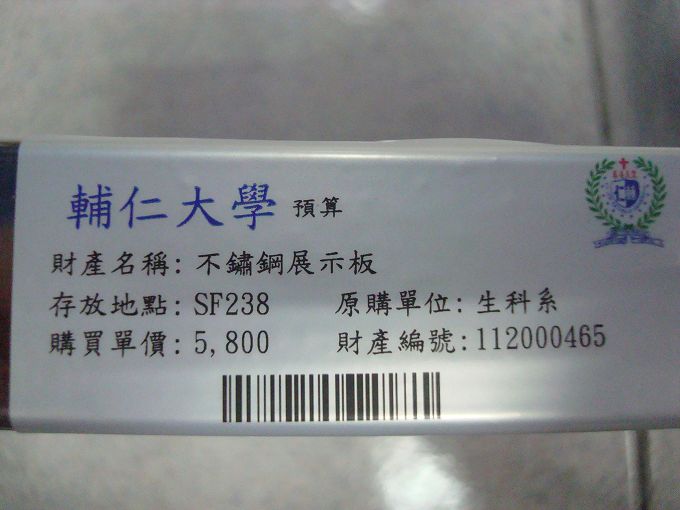 輔仁大學 預算
財產名稱: 不鏽鋼展示板
存放地點: SF238 原購單位: 生科系
購買單價: 5,800 財產編號: 112000465